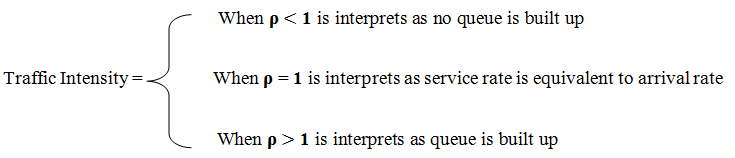 When ρ < 1 is interprets as no queue is built up
Traffic Intensity = When ρ = 1 is interprets as service rate is equivalent to arrival rate
When ρ > 1 is interprets as queue is built up